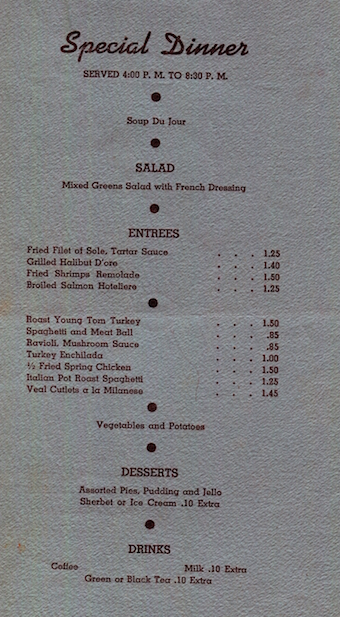 Special Dinner
SERVED 4:00 P. M. TO 8:30 P. M.
Soup Du Jour
SALAD
Mixed Greens Salad with French Dressing
ENTREES
Fried Filet of Sole, Tartar Sauce . . . 1.25
Grilled Halibut D'ore . . . 1.40
Fried Shrimps Remolade . . . 1.50
Broiled Salmon Hoteliere . . . 1.25
Roast Young Tom Turkey . . . 1.50
Spaghetti and Meat Ball . . . .85
Ravioli, Mushroom Sauce . . . .85
Turkey Enchilada . . . 1.00
½ Fried Spring Chicken . . . 1.50
Italian Pot Roast Spaghetti . . . 1.25
Veal Cutlets a la Milanese . . . 1.45
Vegetables and Potatoes
DESSERTS
Assorted Pies, Pudding and Jello
Sherbet or Ice Cream .10 Extra
DRINKS
Coffee Milk .10 Extra
Green or Black Tea .10 Extra